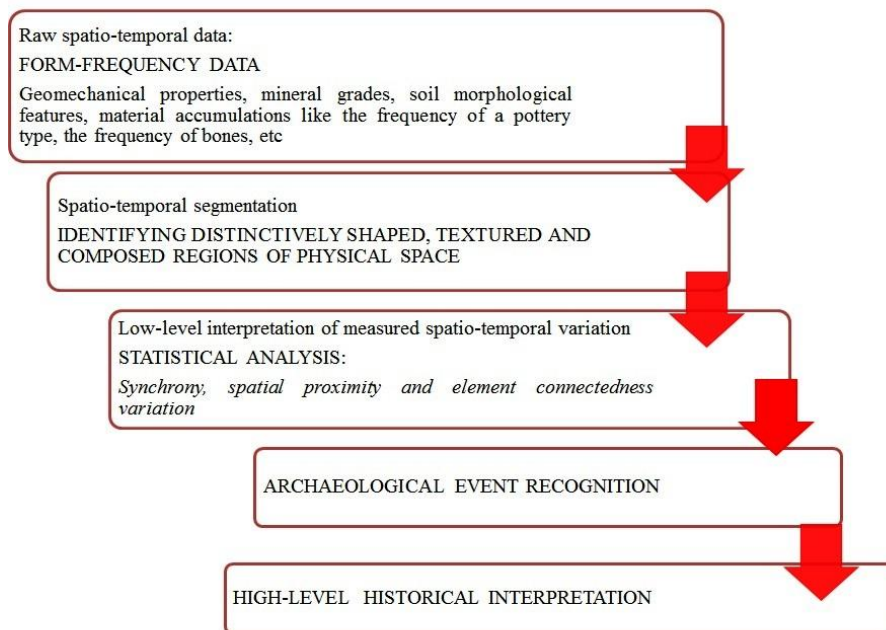 Raw spatio-temporal data:
FORM-FREQUENCY DATA
Geomechanical properties, mineral grades, soil morphological
features, material accumulations like the frequency of a pottery
type, the frequency of bones, etc
Spatio-temporal segmentation
IDENTIFYING DISTINCTIVELY SHAPED, TEXTURED AND
COMPOSED REGIONS OF PHYSICAL SPACE
Low-level interpretation of measured spatio-temporal variation
STATISTICAL ANALYSIS:
Synchrony, spatial proximity and element connectedness
variation
ARCHAEOLOGICAL EVENT RECOGNITION
HIGH-LEVEL HISTORICAL INTERPRETATION